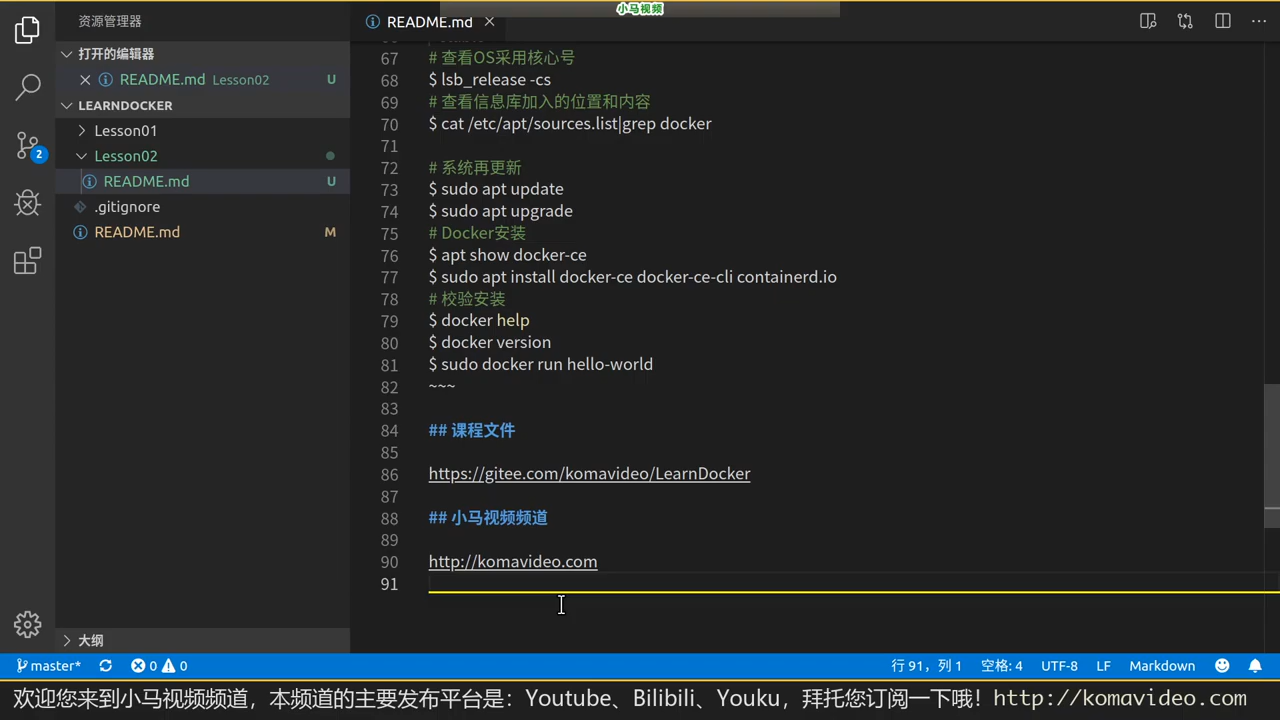 小马视频
资源管理器
README.md
打开的编辑器
README.md Lesson02 U
LEARNDOCKER
Lesson01
Lesson02
README.md U
.gitignore
README.md M
2
67 # 查看OS采用核心号
68 $ lsb_release -cs
69 # 查看信息库加入的位置和内容
70 $ cat /etc/apt/sources.list|grep docker
71
72 # 系统再更新
73 $ sudo apt update
74 $ sudo apt upgrade
75 # Docker安装
76 $ apt show docker-ce
77 $ sudo apt install docker-ce docker-ce-cli containerd.io
78 # 校验安装
79 $ docker help
80 $ docker version
81 $ sudo docker run hello-world
82 ~~~
83
84 ## 课程文件
85
86 https://gitee.com/komavideo/LearnDocker
87
88 ## 小马视频频道
89
90 http://komavideo.com
91
大纲
master* 0 0 行 91，列 1 空格: 4 UTF-8 LF Markdown
欢迎您来到小马视频频道，本频道的主要发布平台是：Youtube、Bilibili、Youku，拜托您订阅一下哦！http://komavideo.com